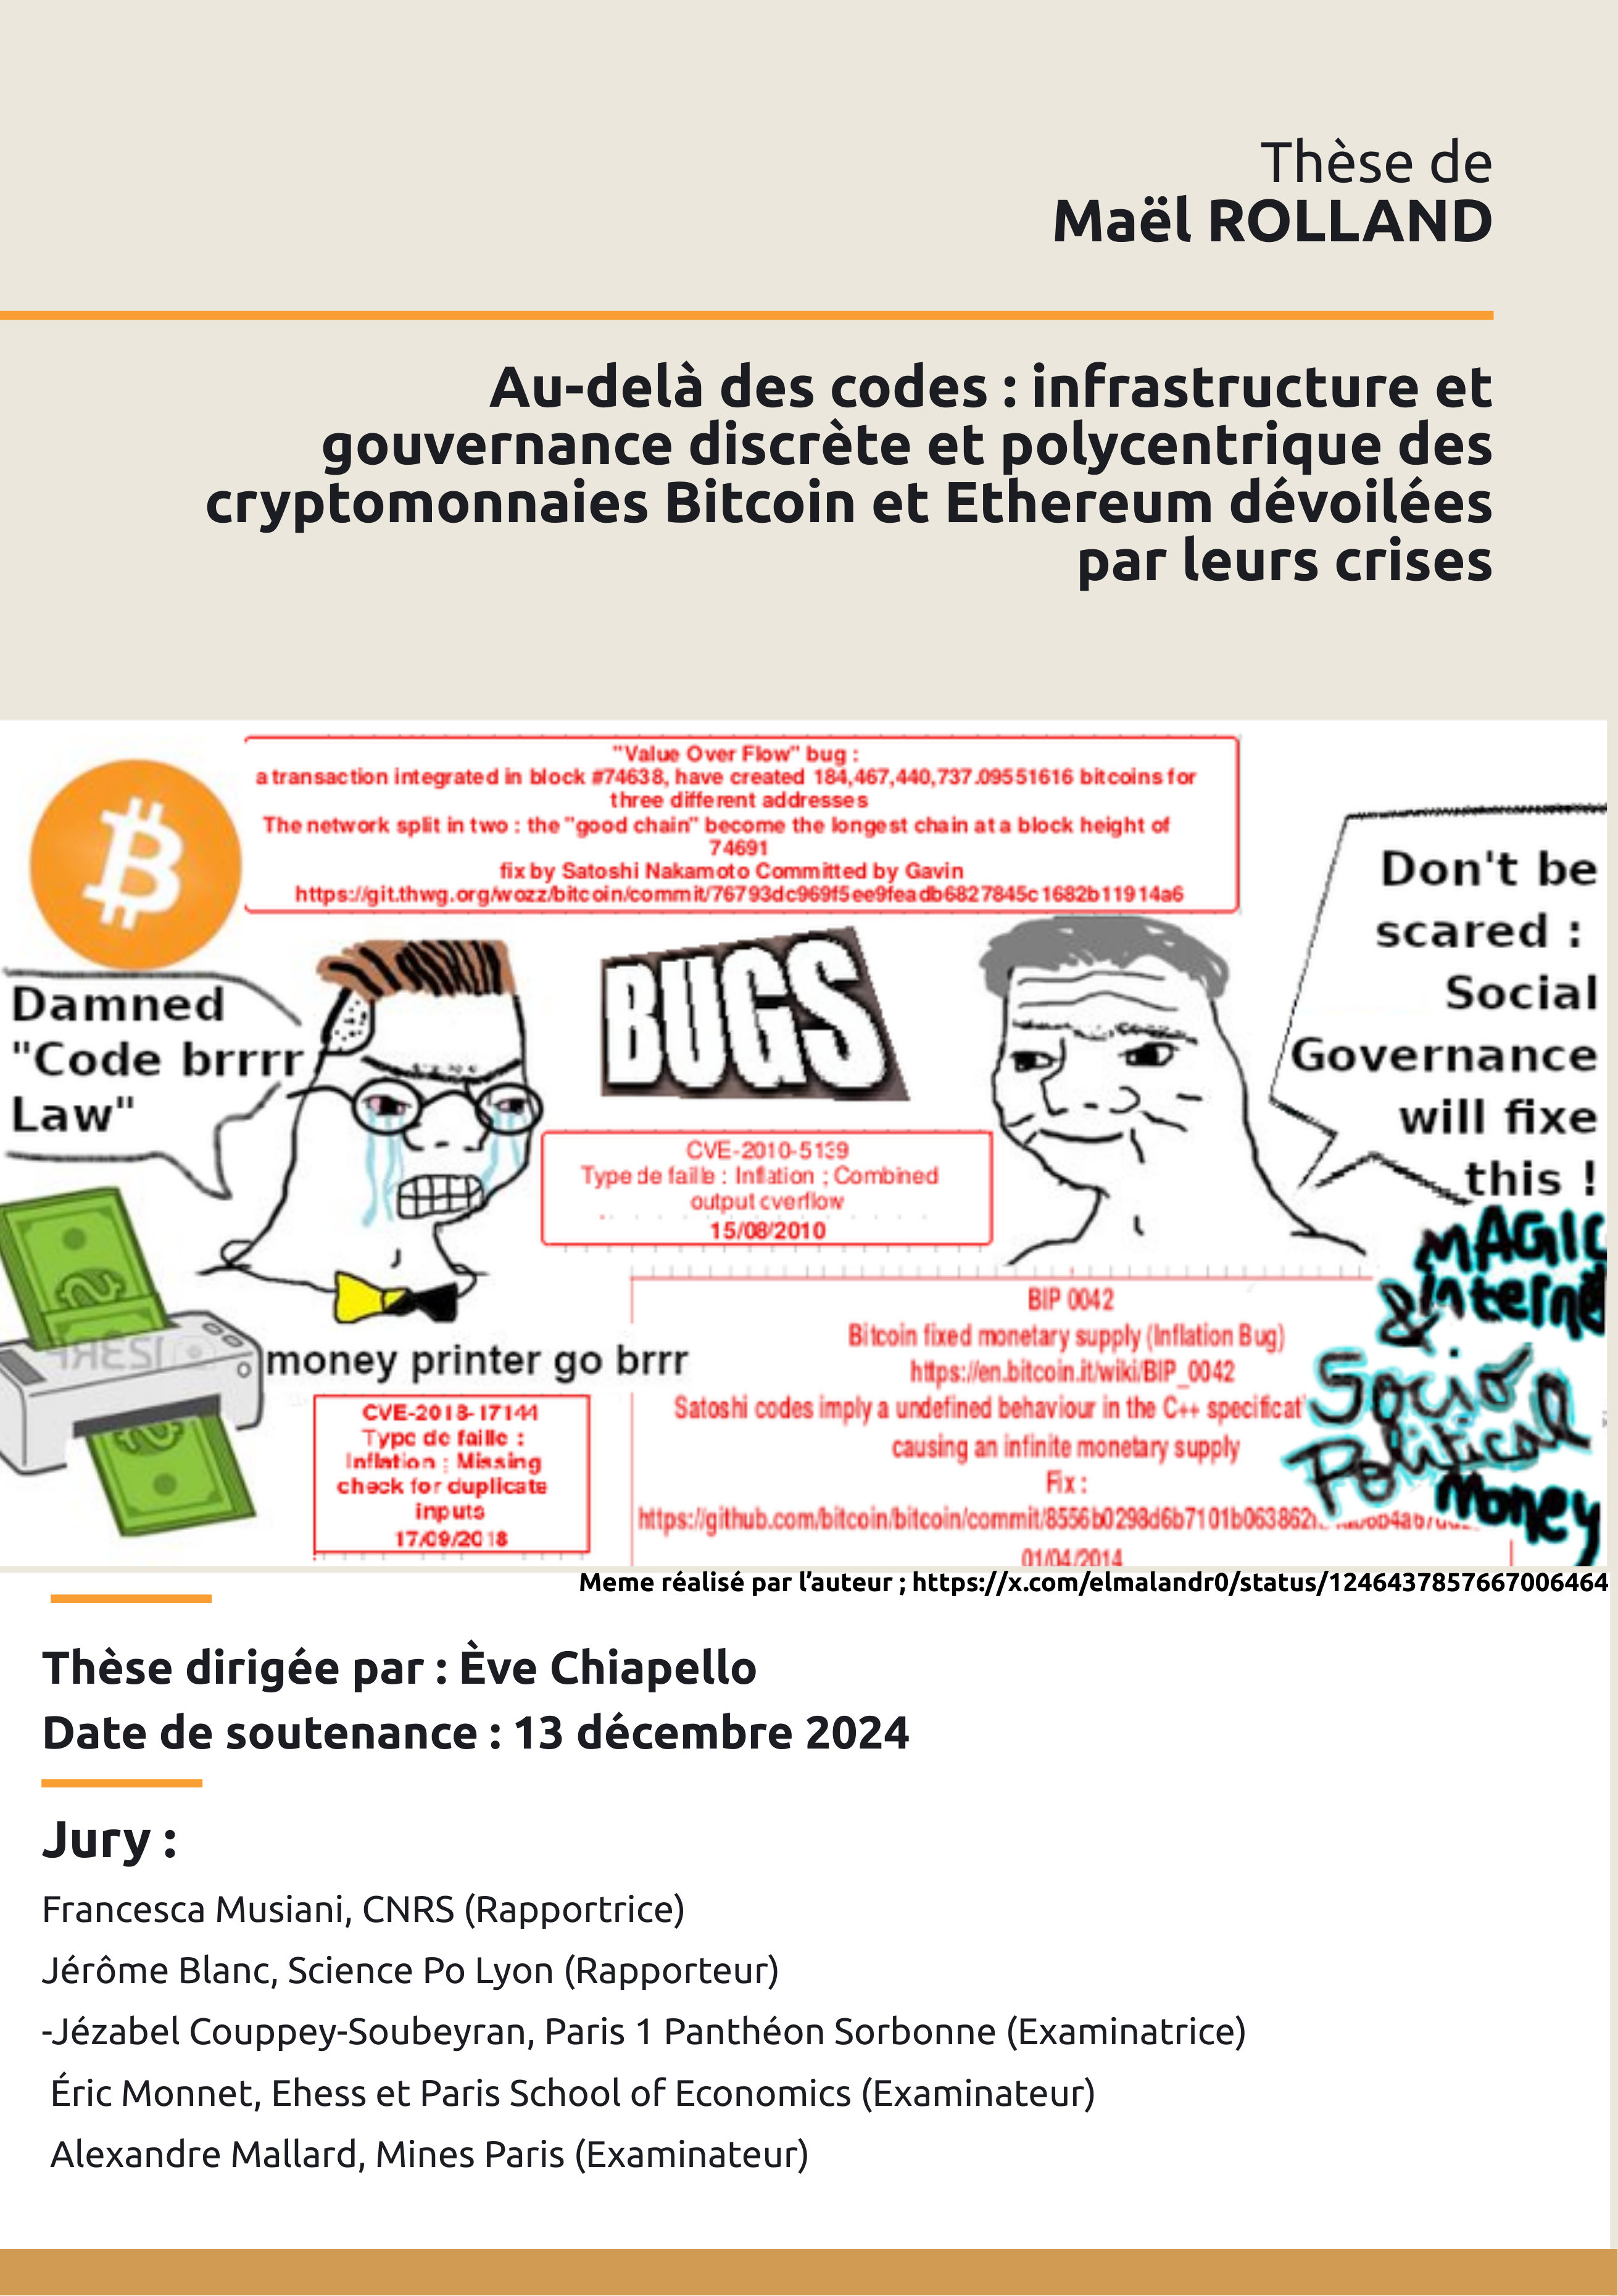 Thèse de
Maël ROLLAND
Au-delà des codes : infrastructure et
gouvernance discrète et polycentrique des
cryptomonnaies Bitcoin et Ethereum dévoilées
par leurs crises
"Value Over Flow" bug :
a transaction integrated in block #74638, have created 184,467,440,737.09551616 bitcoins for
three different addresses
The network split in two : the "good chain" become the longest chain at a block height of
74691
fix by Satoshi Nakamoto Committed by Gavin
https://git.thwg.org/wozz/bitcoin/commit/76793dc969f5ee9feadb6827845c1682b11914a6
Damned
"Code brrrr
Law"
BUGS
Don't be
scared :
Social
Governance
will fixe
this !
CVE-2010-5139
Type de faille : Inflation ; Combined
output overflow
15/08/2010
MAGIC
Internet
&
Socio
Political
Money
money printer go brrr
CVE-2018-17144
Type de faille :
Inflation : Missing
check for duplicate
inputs
17/09/2018
BIP 0042
Bitcoin fixed monetary supply (Inflation Bug)
https://en.bitcoin.it/wiki/BIP_0042
Satoshi codes imply a undefined behaviour in the C++ specificat
causing an infinite monetary supply
Fix :
https://github.com/bitcoin/bitcoin/commit/8556b0298d6b7101b063862
01/04/2014
Meme réalisé par l'auteur ; https://x.com/elmalandr0/status/1246437857667006464
Thèse dirigée par : Ève Chiapello
Date de soutenance : 13 décembre 2024
Jury :
Francesca Musiani, CNRS (Rapportrice)
Jérôme Blanc, Science Po Lyon (Rapporteur)
-Jézabel Couppey-Soubeyran, Paris 1 Panthéon Sorbonne (Examinatrice)
Éric Monnet, Ehess et Paris School of Economics (Examinateur)
Alexandre Mallard, Mines Paris (Examinateur)